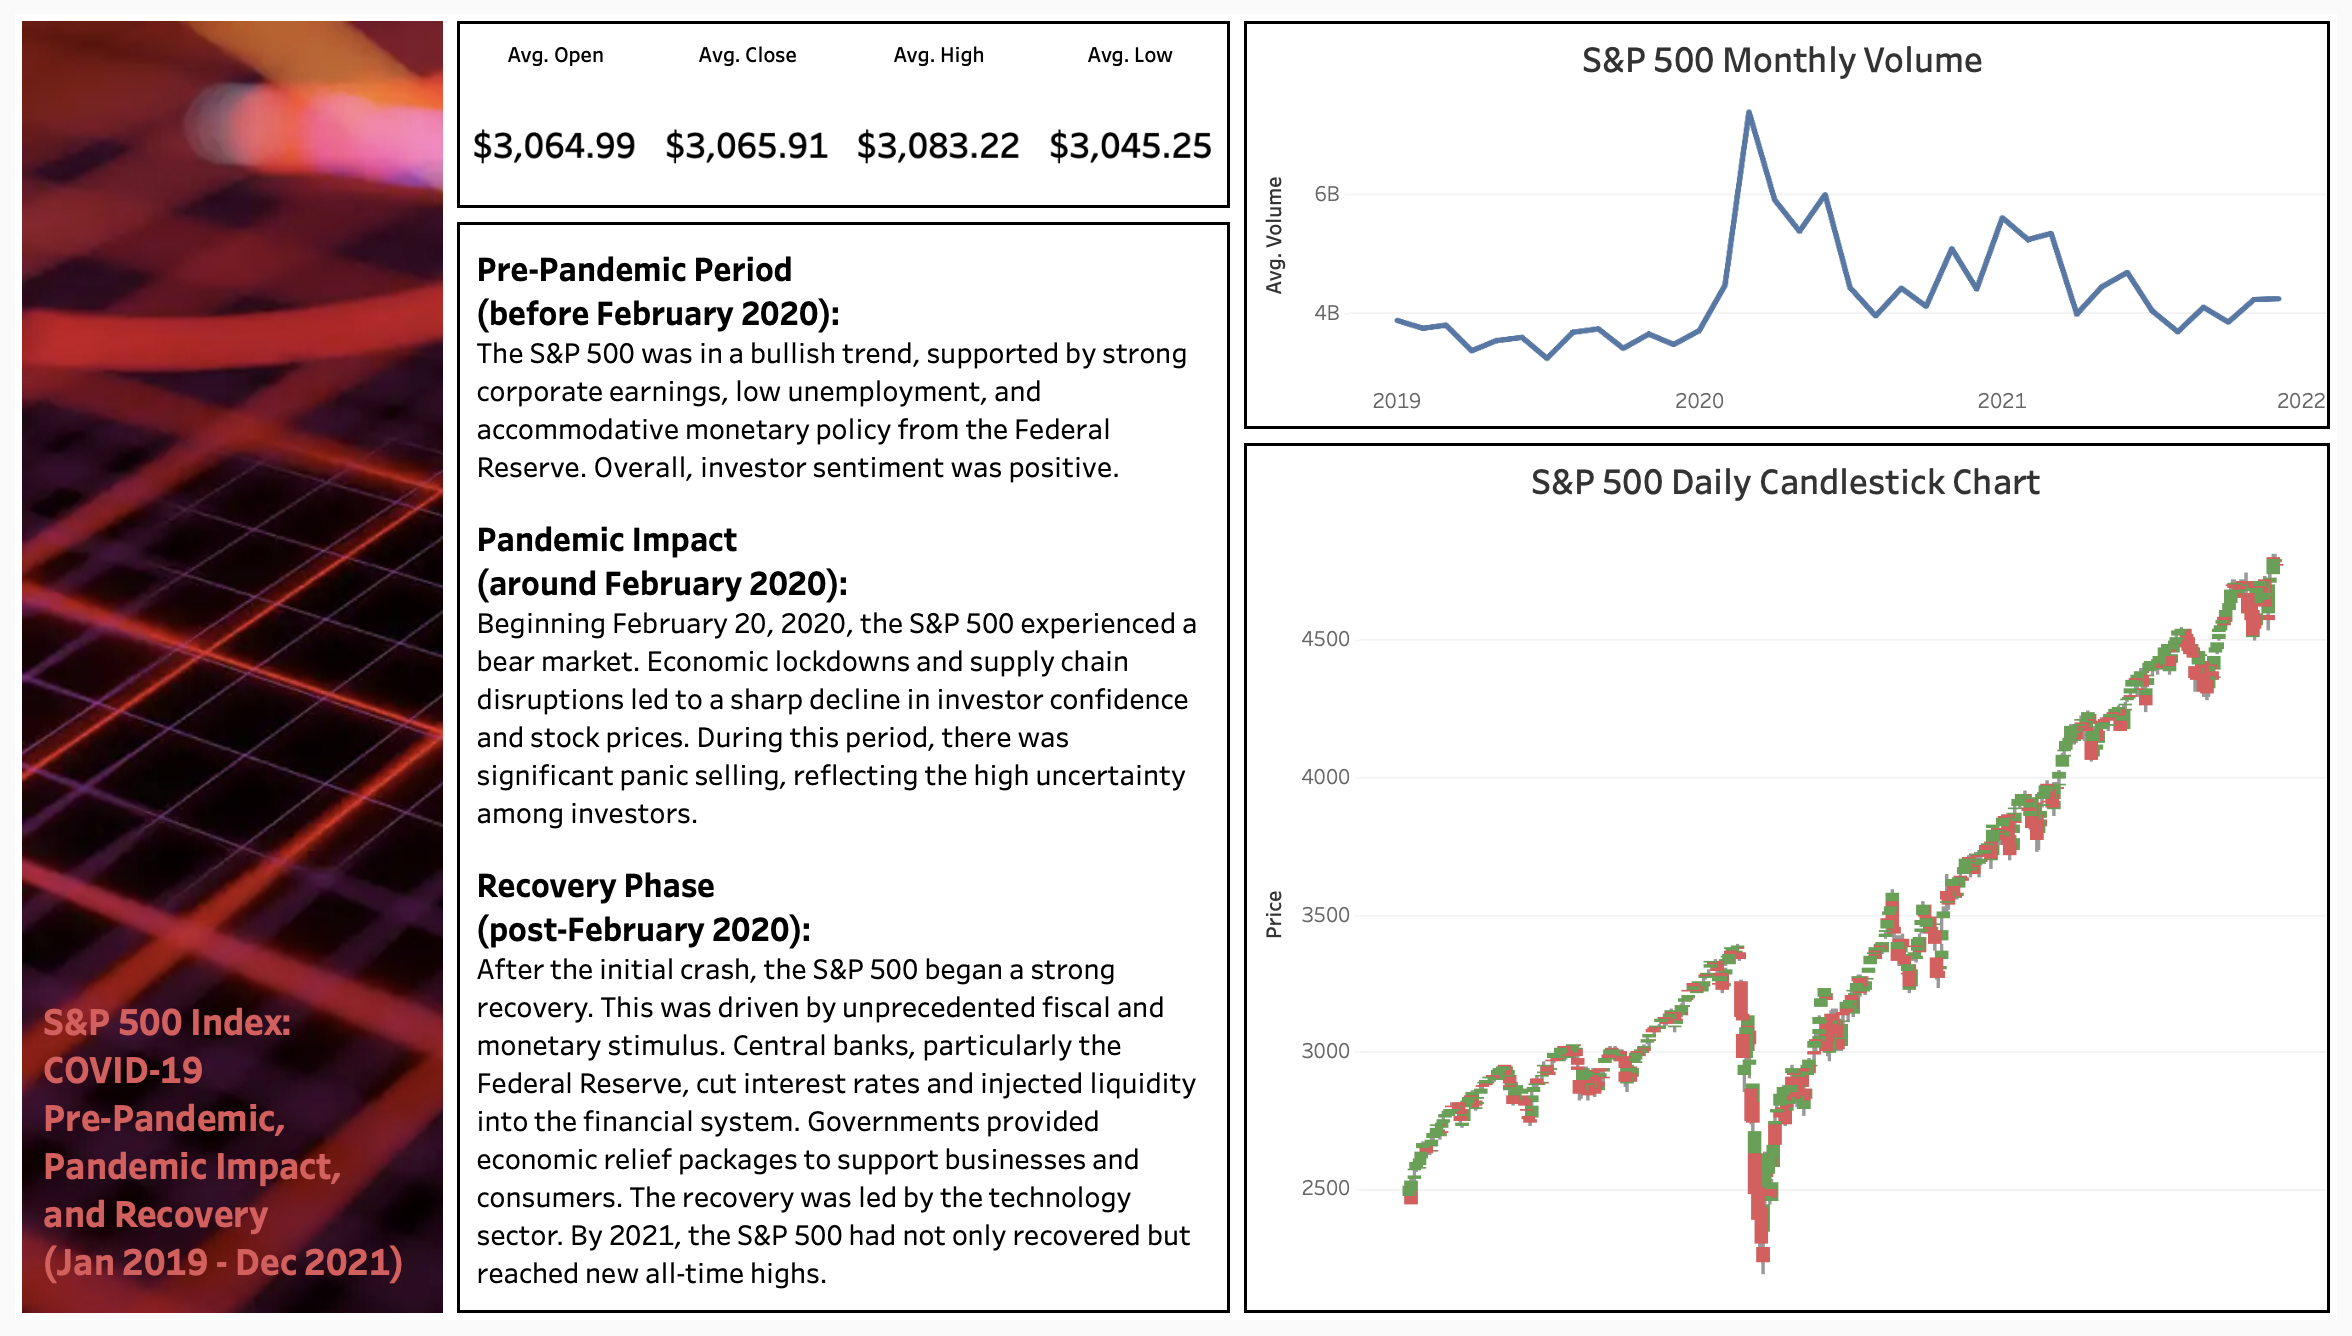 S&P 500 Index:
COVID-19
Pre-Pandemic,
Pandemic Impact,
and Recovery
(Jan 2019 - Dec 2021)
Avg. Open Avg. Close Avg. High Avg. Low
$3,064.99 $3,065.91 $3,083.22 $3,045.25
Pre-Pandemic Period
(before February 2020):
The S&P 500 was in a bullish trend, supported by strong
corporate earnings, low unemployment, and
accommodative monetary policy from the Federal
Reserve. Overall, investor sentiment was positive.
Pandemic Impact
(around February 2020):
Beginning February 20, 2020, the S&P 500 experienced a
bear market. Economic lockdowns and supply chain
disruptions led to a sharp decline in investor confidence
and stock prices. During this period, there was
significant panic selling, reflecting the high uncertainty
among investors.
Recovery Phase
(post-February 2020):
After the initial crash, the S&P 500 began a strong
recovery. This was driven by unprecedented fiscal and
monetary stimulus. Central banks, particularly the
Federal Reserve, cut interest rates and injected liquidity
into the financial system. Governments provided
economic relief packages to support businesses and
consumers. The recovery was led by the technology
sector. By 2021, the S&P 500 had not only recovered but
reached new all-time highs.
S&P 500 Monthly Volume
Avg. Volume
6B
4B
2019 2020 2021 2022
S&P 500 Daily Candlestick Chart
Price
4500
4000
3500
3000
2500